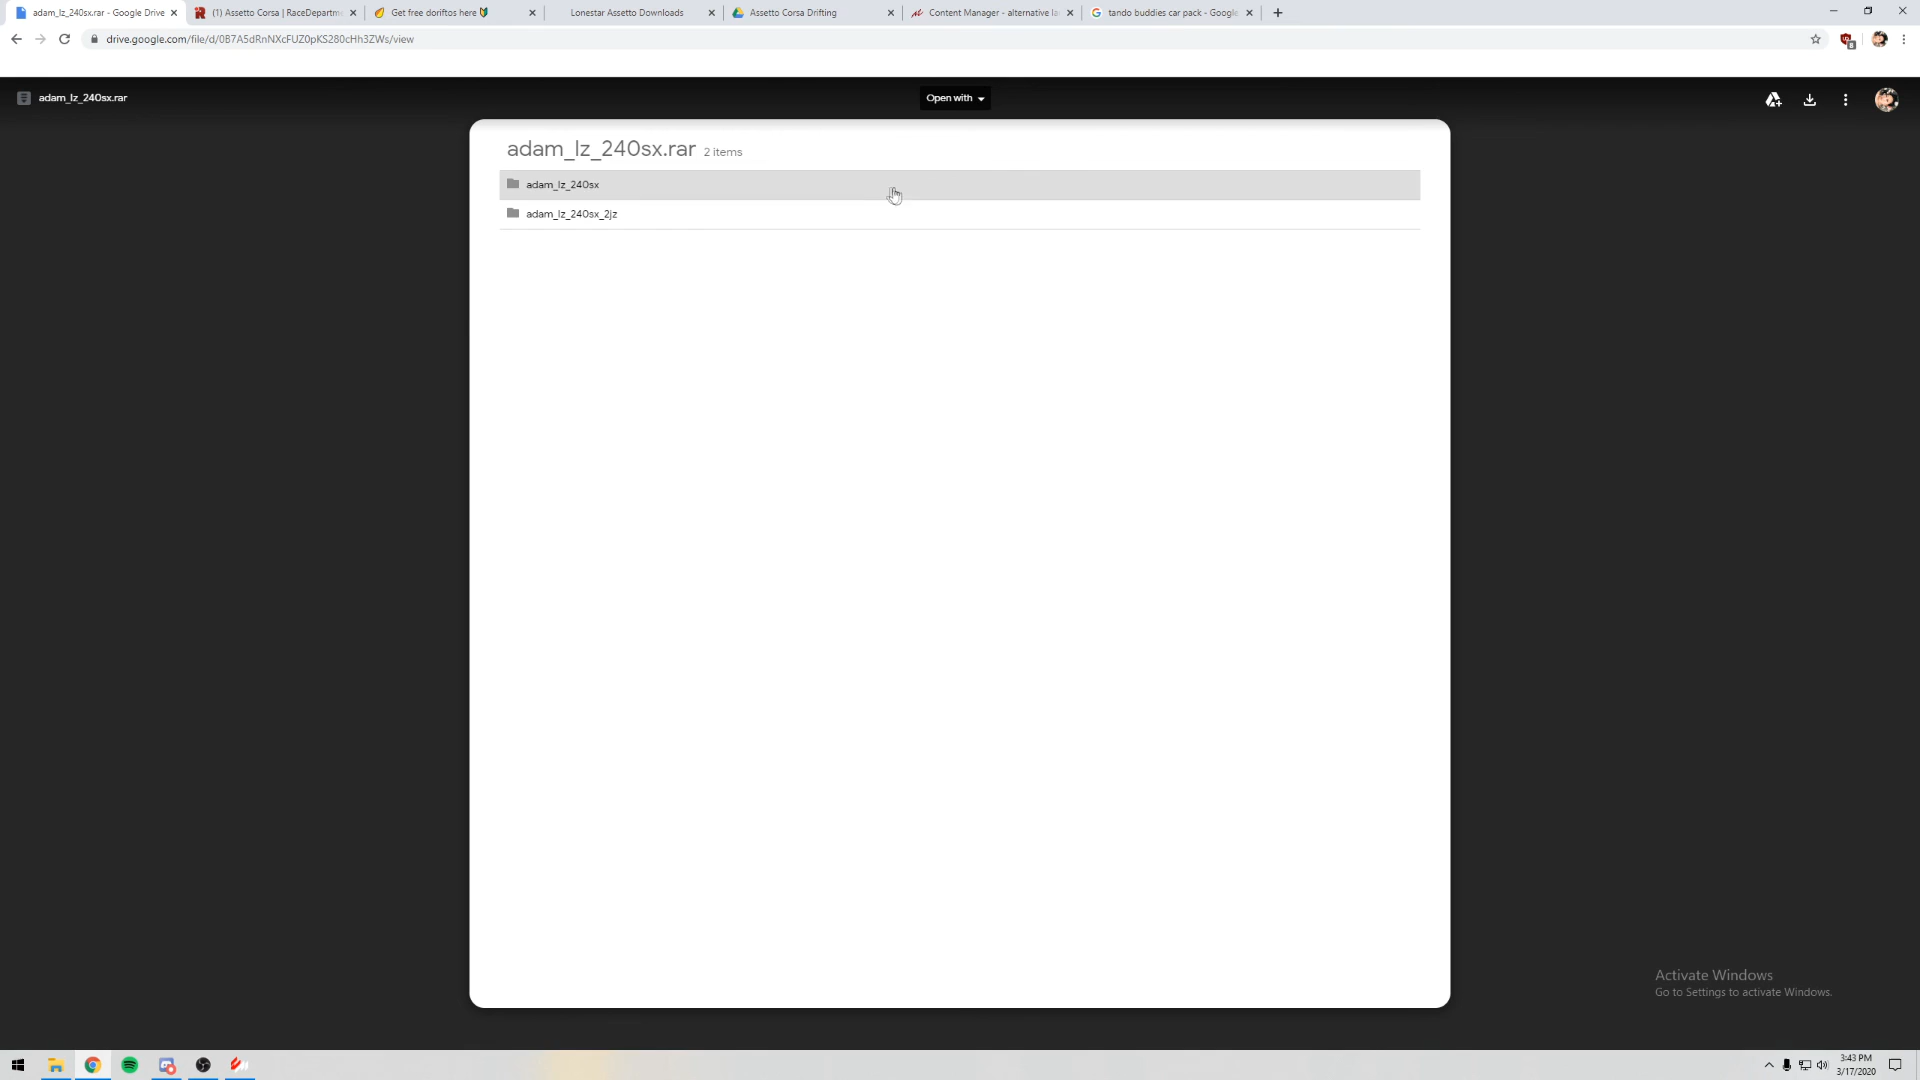 adam_lz_240sx.rar - Google Drive
(1) Assetto Corsa | RaceDepartm
Get free doriftos here
Lonestar Assetto Downloads
Assetto Corsa Drifting
Content Manager - alternative la
tando buddies car pack - Google
drive.google.com/file/d/0B7A5dRnNXcFUZ0pKS280cHh3ZWs/view
8
adam_lz_240sx.rar
Open with
adam_lz_240sx.rar 2 items
adam_lz_240sx
adam_lz_240sx_2jz
Activate Windows
Go to Settings to activate Windows.
3:43 PM
3/17/2020